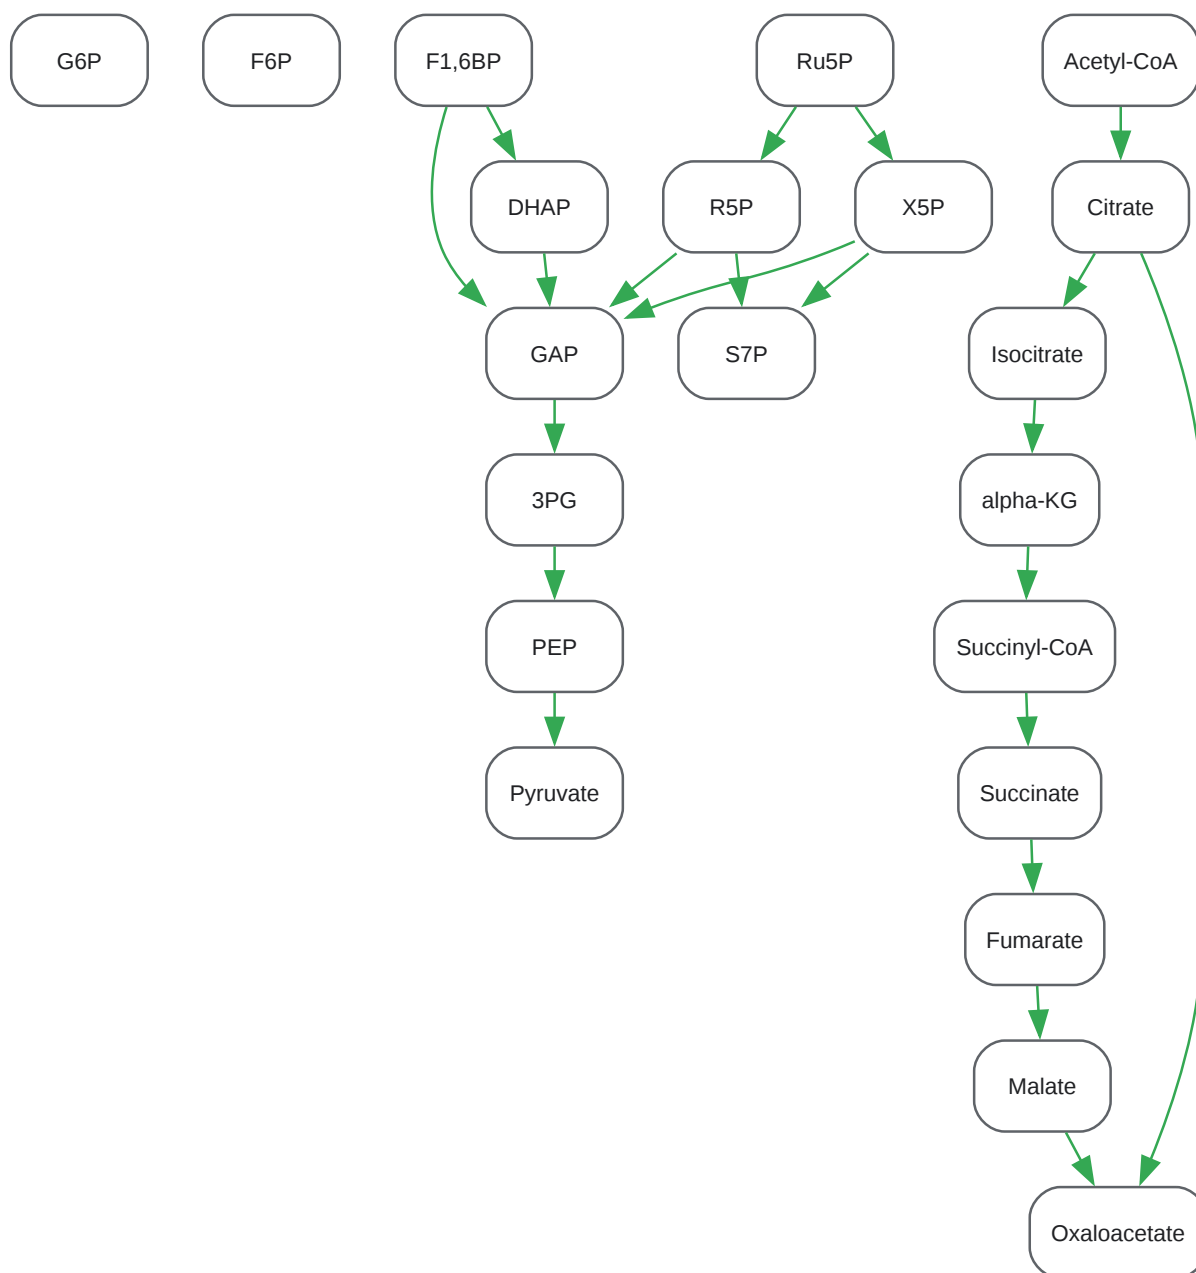 G6P
F6P
F1,6BP
Ru5P
Acetyl-CoA
DHAP
R5P
X5P
Citrate
GAP
S7P
Isocitrate
3PG
alpha-KG
PEP
Succinyl-CoA
Pyruvate
Succinate
Fumarate
Malate
Oxaloacetate